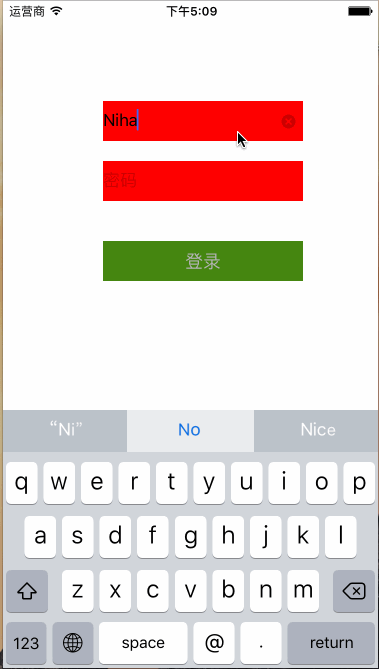 运营商 下午5:09
Niha
密码
登录
“Ni” No Nice
q w e r t y u i o p
a s d f g h j k l
z x c v b n m
123 space @ . return